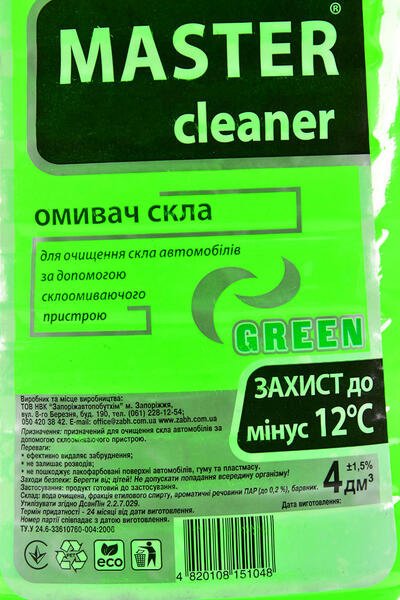 MASTER®
cleaner
омивач скла
для очищення скла автомобілів
за допомогою
склоомиваючого
пристрою
GREEN
ЗАХИСТ до
мінус 12°С
Виробник та місце виробництва:
ТОВ НВК "Запоріжавтопобутхім" м. Запоріжжя,
вул. 8-го Березня, буд. 190, тел. (061) 228-12-54;
050 420 38 42. E-mail: office@zabh.com.ua www.zabh.com.ua
Призначення: призначений для очищення скла автомобілів за
допомогою склоомиваючого пристрою.
Переваги:
• ефективно видаляє забруднення;
• не залишає розводів;
• не пошкоджує лакофарбовані поверхні автомобілів, гуму та пластмасу.
Заходи безпеки: Берегти від дітей! Не допускати попадання всередину організму!
Застосування: продукт готовий до застосування.
Склад: вода очищена, фракція етилового спирту, ароматичні речовини ПАР (до 0,2 %), барвник.
Утилізувати згідно ДсанПін 2.2.7.029.
Термін придатності - 24 місяці від дати виготовлення.
Номер партії співпадає з датою виготовлення.
ТУ.У 24.6-33610760-004:2006
4 дм³
±1,5%
Дата виготовлення:
PET
eco
4 820108 151048